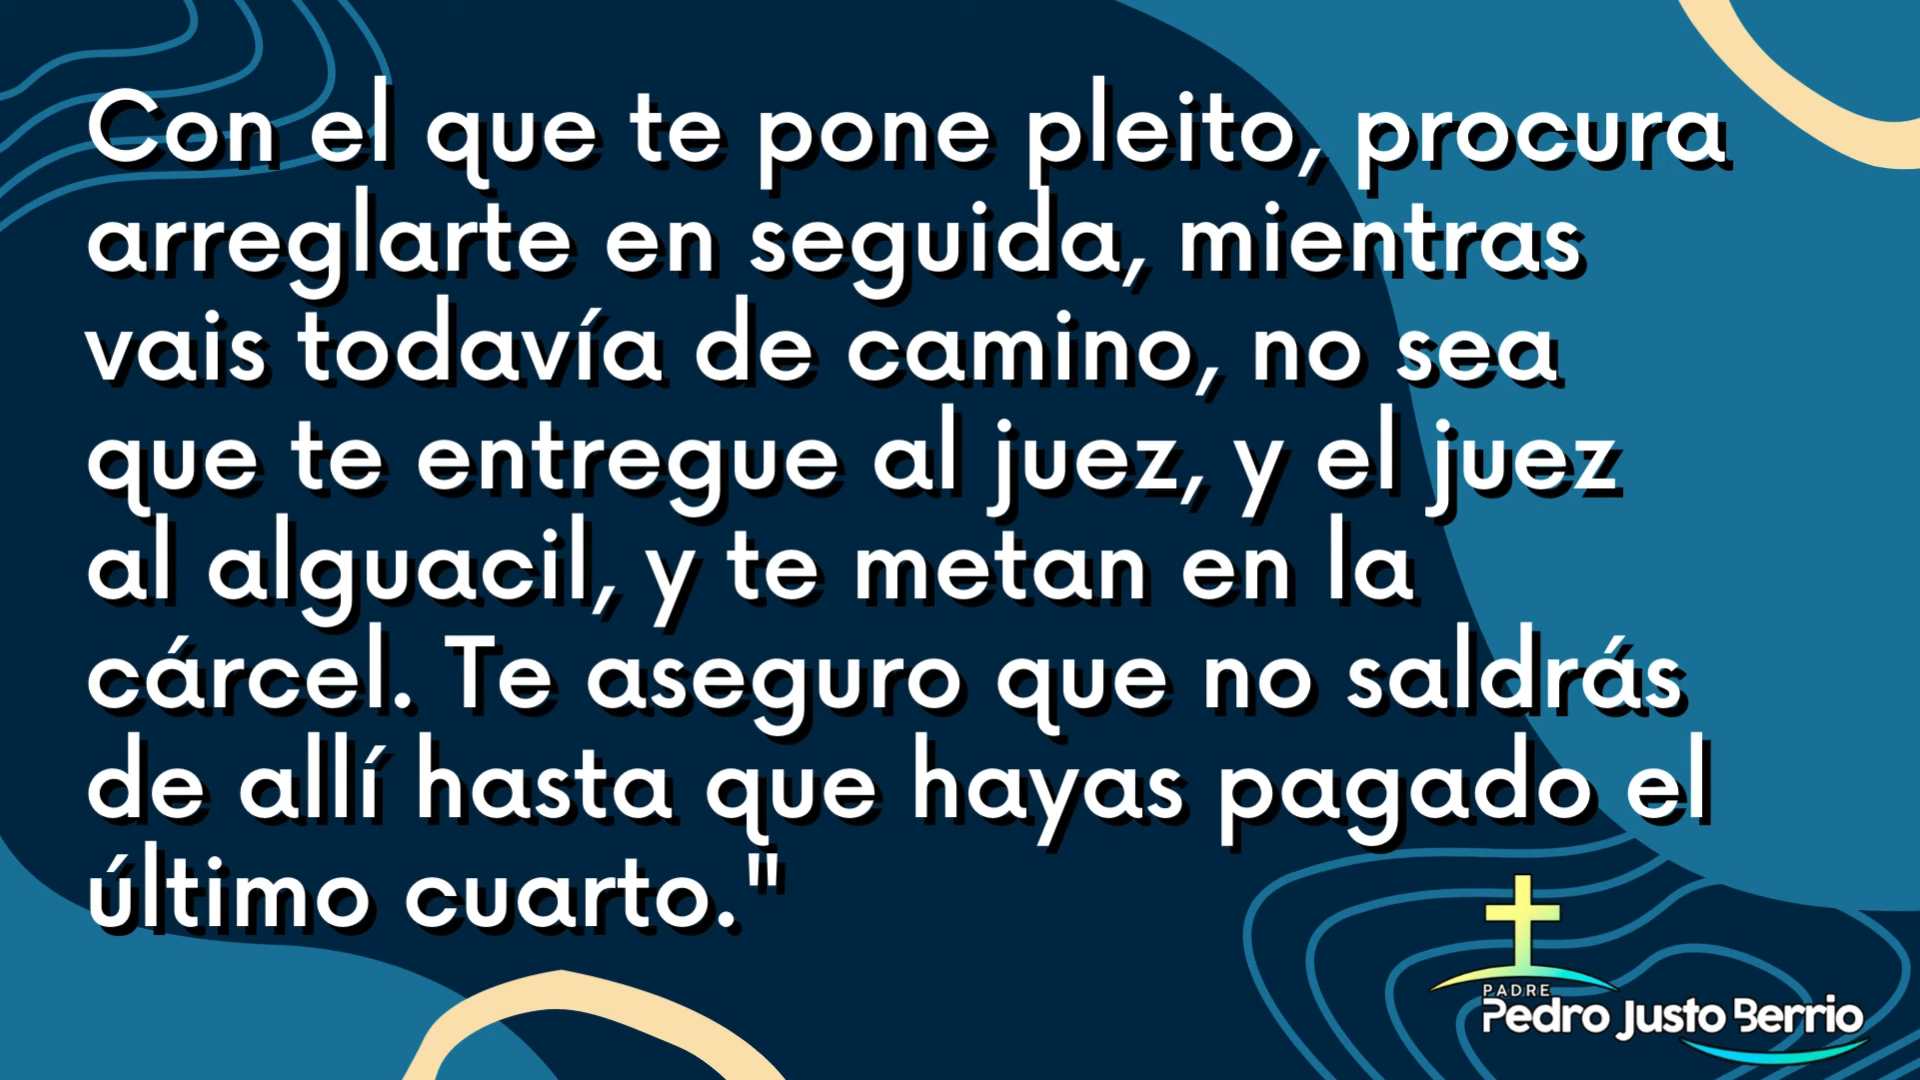 Con el que te pone pleito, procura
arreglarte en seguida, mientras
vais todavía de camino, no sea
que te entregue al juez, y el juez
al alguacil, y te metan en la
cárcel. Te aseguro que no saldrás
de allí hasta que hayas pagado el
último cuarto."
PADRE
Pedro Justo Berrio